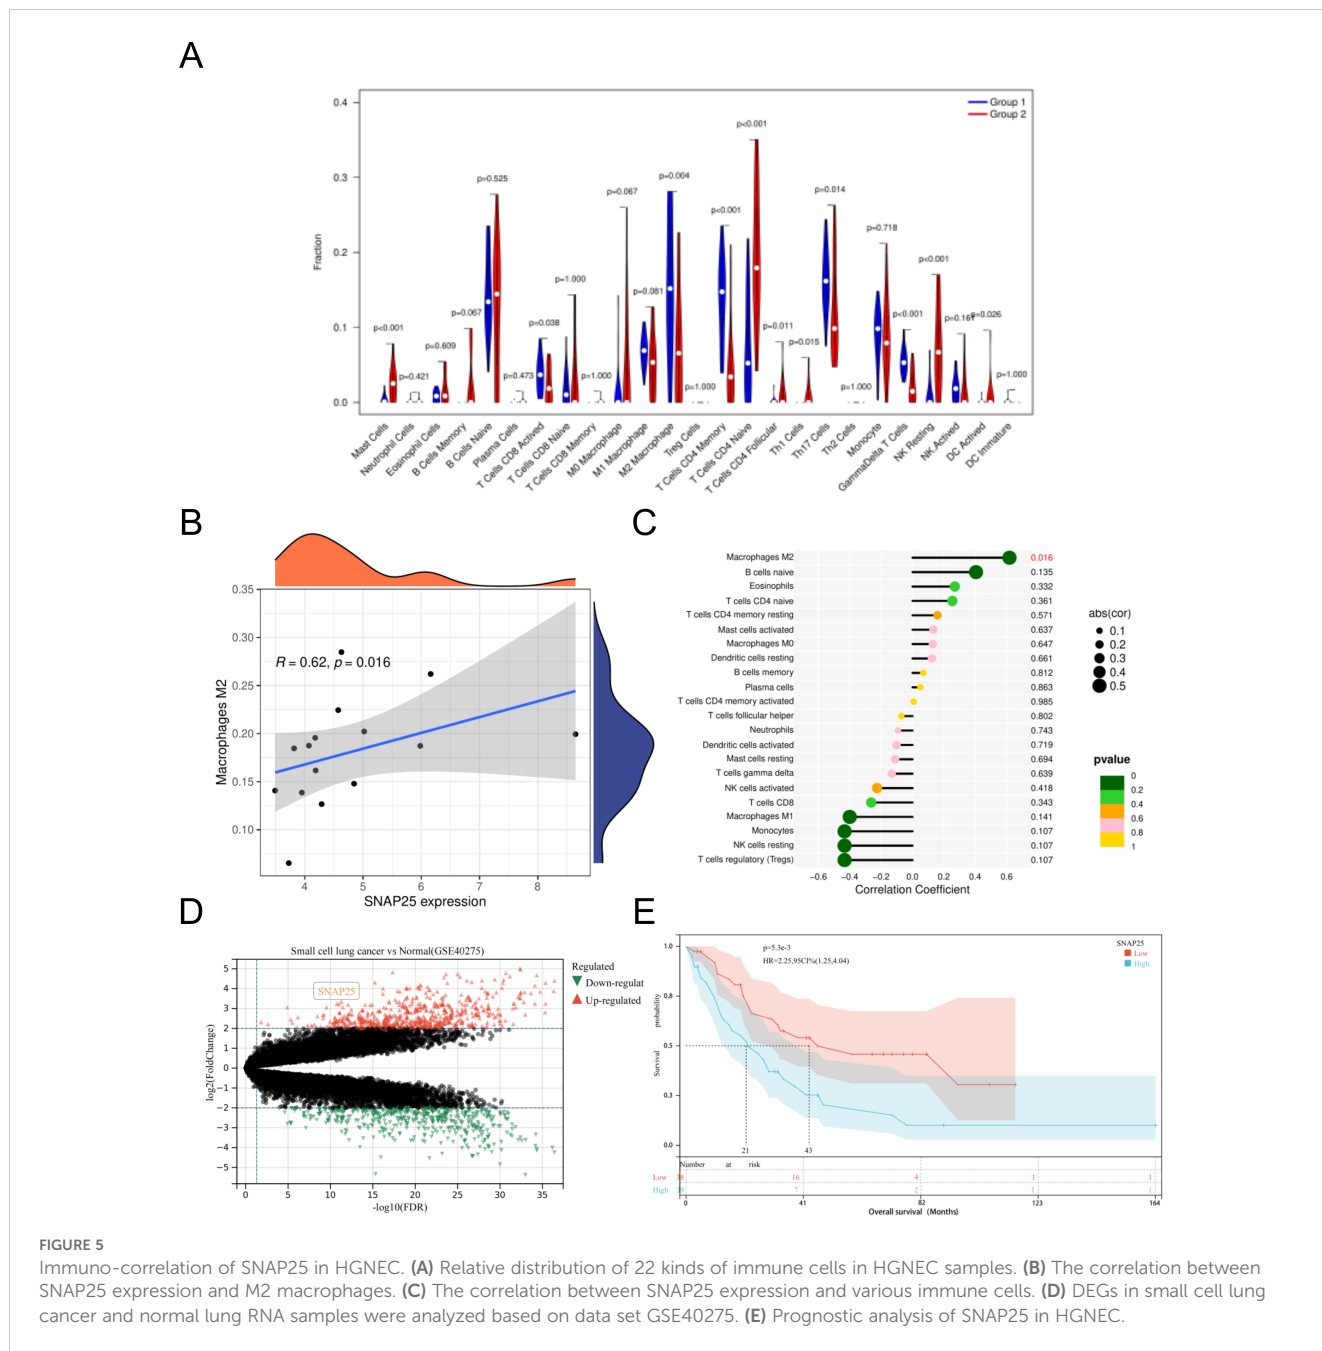 A
Group 1
Group 2
0.4
0.3
0.2
0.1
0.0
Fraction
p<0.001
p=0.421
p=0.609
p=0.067
p=0.525
p=0.473
p=0.038
p=1.000
p=1.000
p=0.067
p=0.081
p=0.004
p=1.000
p<0.001
p<0.001
p=0.011
p=0.015
p=0.014
p=1.000
p=0.718
p<0.001
p<0.001
p=0.161
p=0.026
p=1.000
Mast Cells
Neutrophil Cells
Eosinophil Cells
B Cells Memory
B Cells Naive
Plasma Cells
T Cells CD8 Actived
T Cells CD8 Naive
T Cells CD8 Memory
M0 Macrophage
M1 Macrophage
M2 Macrophage
Treg Cells
T Cells CD4 Memory
T Cells CD4 Naive
T Cells CD4 Follicular
Th1 Cells
Th17 Cells
Th2 Cells
Monocyte
GammaDelta T Cells
NK Resting
NK Actived
DC Actived
DC Immature
B
0.35
0.30
0.25
0.20
0.15
0.10
Macrophages M2
R = 0.62, p = 0.016
4 5 6 7 8
SNAP25 expression
C
Macrophages M2 0.016
B cells naive 0.135
Eosinophils 0.332
T cells CD4 naive 0.361
T cells CD4 memory resting 0.571
Mast cells activated 0.637
Macrophages M0 0.647
Dendritic cells resting 0.661
B cells memory 0.812
Plasma cells 0.863
T cells CD4 memory activated 0.985
T cells follicular helper 0.802
Neutrophils 0.743
Dendritic cells activated 0.719
Mast cells resting 0.694
T cells gamma delta 0.639
NK cells activated 0.418
T cells CD8 0.343
Macrophages M1 0.141
Monocytes 0.107
NK cells resting 0.107
T cells regulatory (Tregs) 0.107
−0.6 −0.4 −0.2 0.0 0.2 0.4 0.6
Correlation Coefficient
abs(cor)
0.1
0.2
0.3
0.4
0.5
pvalue
0
0.2
0.4
0.6
0.8
1
D
Small cell lung cancer vs Normal(GSE40275)
5
4
3
2
1
0
−1
−2
−3
−4
−5
log2(FoldChange)
SNAP25
Regulated
Down-regulat
Up-regulated
0 5 10 15 20 25 30 35
-log10(FDR)
E
p=5.3e-3
HR=2.25,95CI%(1.25,4.04)
SNAP25
Low
High
1.0
0.8
0.5
0.3
0.0
Survival probability
21 43
Number at risk
Low 16 4 1 1
High 7 2 1 1
0 41 82 123 164
Overall survival (Months)
FIGURE 5
Immuno-correlation of SNAP25 in HGNEC. (A) Relative distribution of 22 kinds of immune cells in HGNEC samples. (B) The correlation between
SNAP25 expression and M2 macrophages. (C) The correlation between SNAP25 expression and various immune cells. (D) DEGs in small cell lung
cancer and normal lung RNA samples were analyzed based on data set GSE40275. (E) Prognostic analysis of SNAP25 in HGNEC.